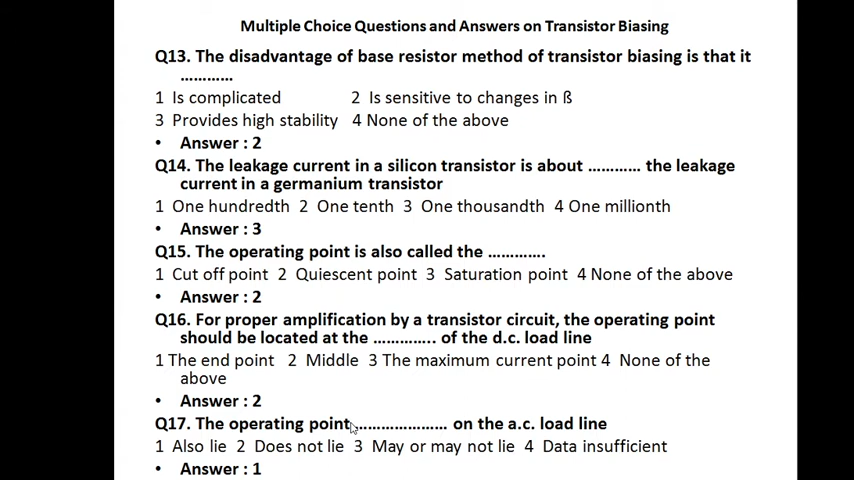 Multiple Choice Questions and Answers on Transistor Biasing
Q13. The disadvantage of base resistor method of transistor biasing is that it
…………
1 Is complicated 2 Is sensitive to changes in ß
3 Provides high stability 4 None of the above
• Answer : 2
Q14. The leakage current in a silicon transistor is about ………… the leakage
current in a germanium transistor
1 One hundredth 2 One tenth 3 One thousandth 4 One millionth
• Answer : 3
Q15. The operating point is also called the ………….
1 Cut off point 2 Quiescent point 3 Saturation point 4 None of the above
• Answer : 2
Q16. For proper amplification by a transistor circuit, the operating point
should be located at the ………….. of the d.c. load line
1 The end point 2 Middle 3 The maximum current point 4 None of the
above
• Answer : 2
Q17. The operating point ………………… on the a.c. load line
1 Also lie 2 Does not lie 3 May or may not lie 4 Data insufficient
• Answer : 1